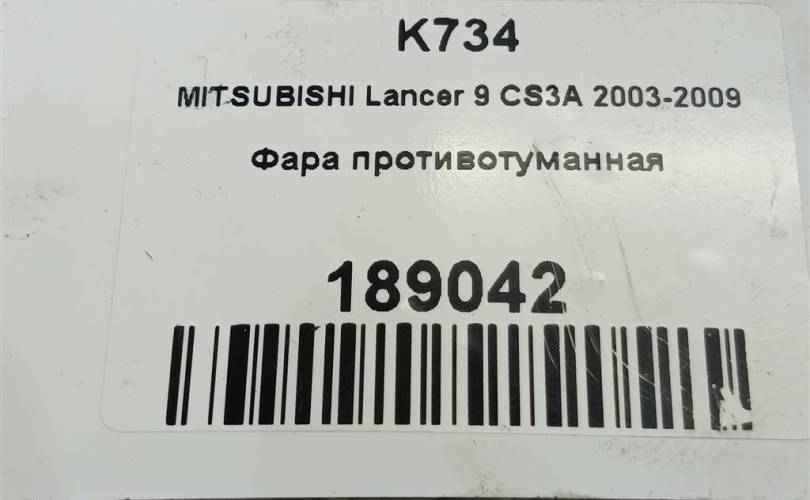 K734
MITSUBISHI Lancer 9 CS3A 2003-2009
Фара противотуманная
189042